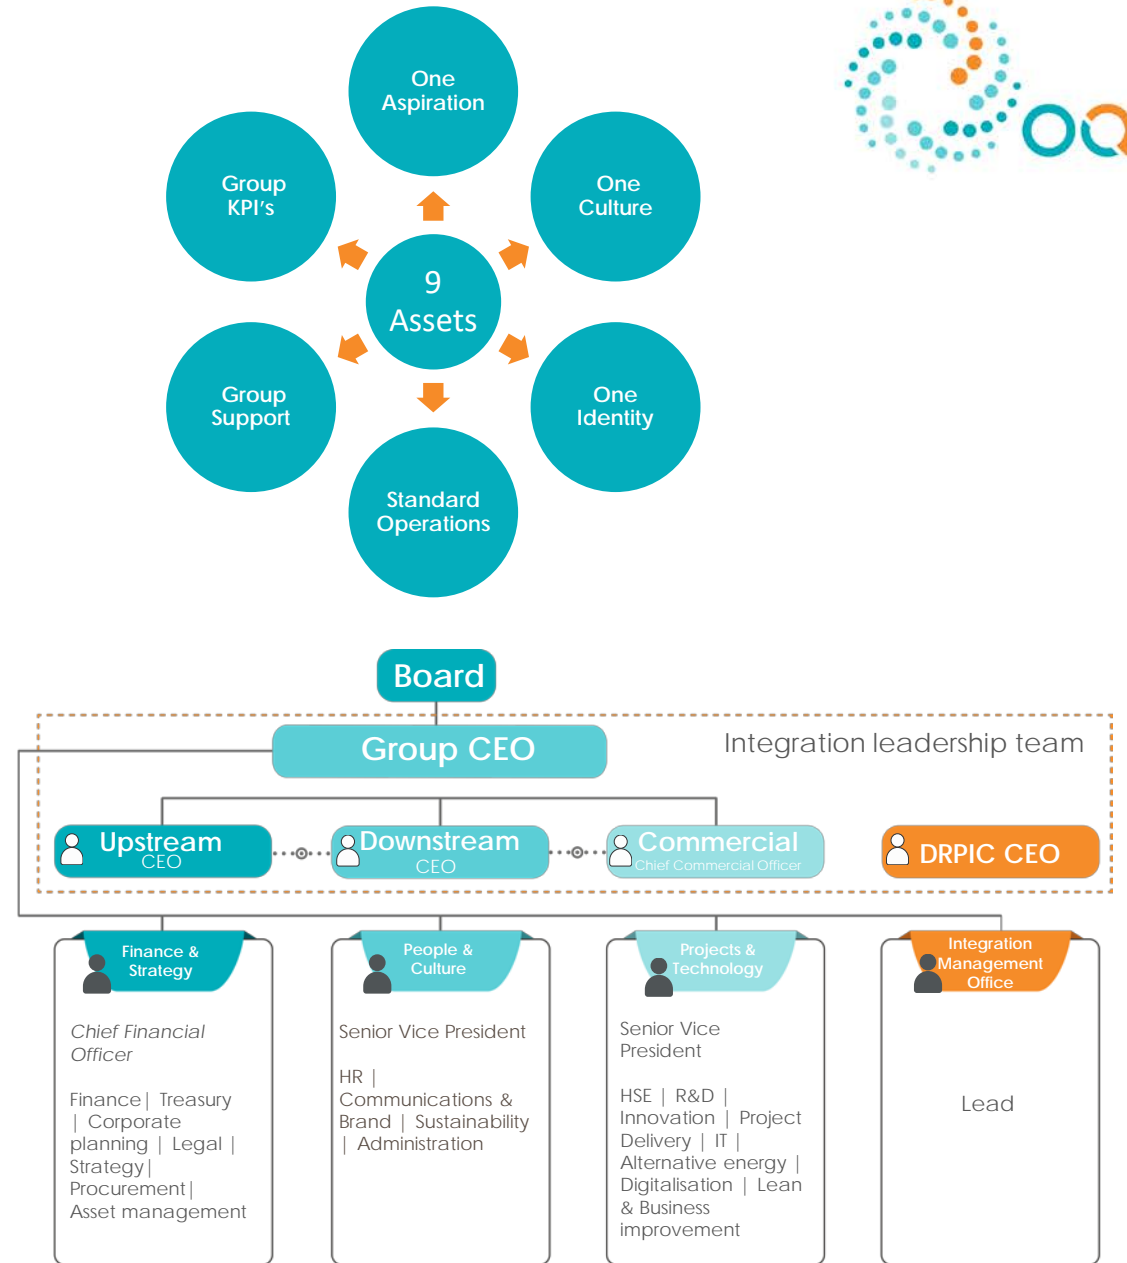 One
Aspiration
Group
KPI's
One
Culture
9
Assets
Group
Support
One
Identity
Standard
Operations
OQ
Board
Group CEO
Integration leadership team
Upstream
CEO
Downstream
CEO
Commercial
Chief Commercial Officer
DRPIC CEO
Finance &
Strategy
Chief Financial
Officer
Finance| Treasury
| Corporate
planning | Legal |
Strategy|
Procurement|
Asset management
People &
Culture
Senior Vice President
HR |
Communications &
Brand | Sustainability
| Administration
Projects &
Technology
Senior Vice
President
HSE | R&D |
Innovation | Project
Delivery | IT |
Alternative energy |
Digitalisation | Lean
& Business
improvement
Integration
Management
Office
Lead